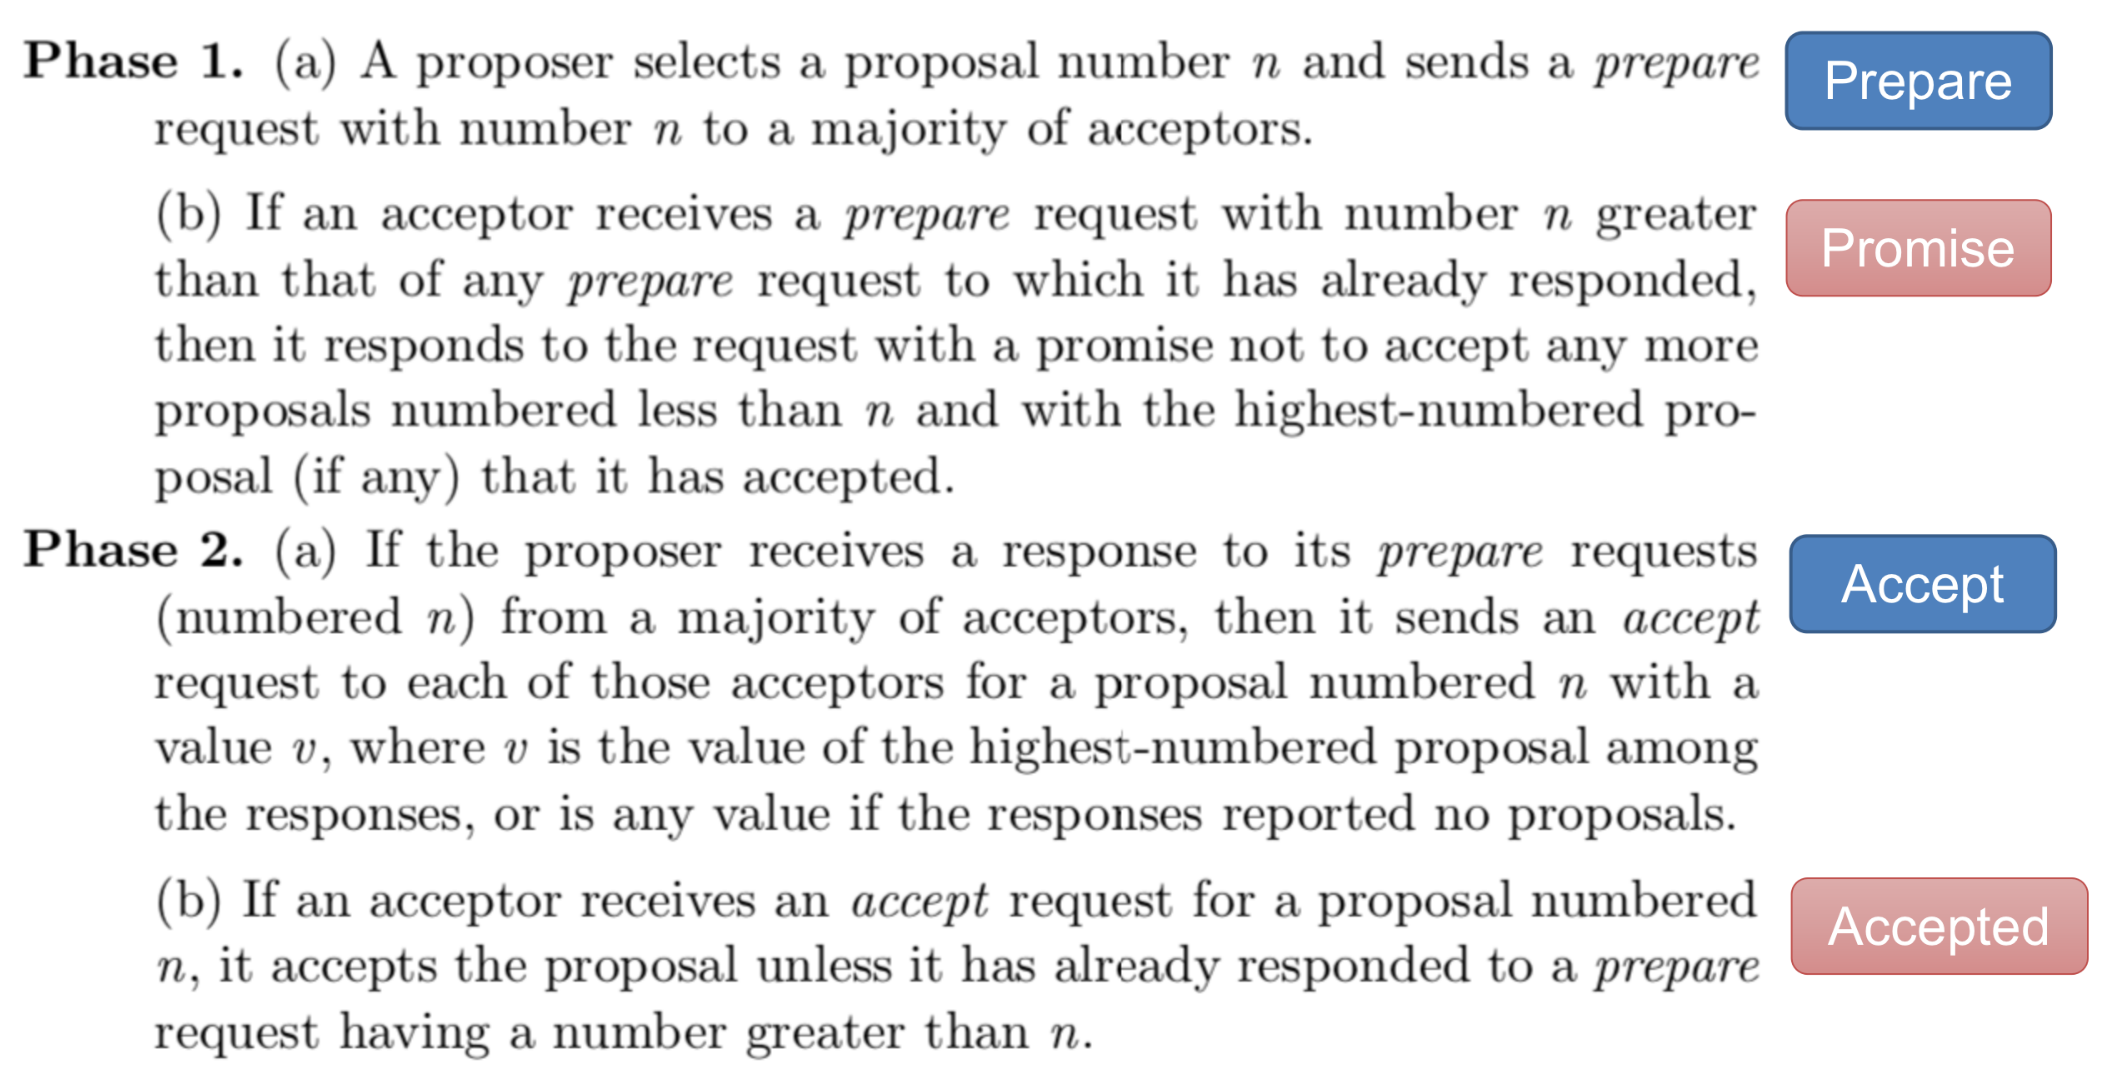 Phase 1. (a) A proposer selects a proposal number n and sends a prepare
request with number n to a majority of acceptors.
Prepare
(b) If an acceptor receives a prepare request with number n greater
than that of any prepare request to which it has already responded,
then it responds to the request with a promise not to accept any more
proposals numbered less than n and with the highest-numbered pro-
posal (if any) that it has accepted.
Promise
Phase 2. (a) If the proposer receives a response to its prepare requests
(numbered n) from a majority of acceptors, then it sends an accept
request to each of those acceptors for a proposal numbered n with a
value v, where v is the value of the highest-numbered proposal among
the responses, or is any value if the responses reported no proposals.
Accept
(b) If an acceptor receives an accept request for a proposal numbered
n, it accepts the proposal unless it has already responded to a prepare
request having a number greater than n.
Accepted